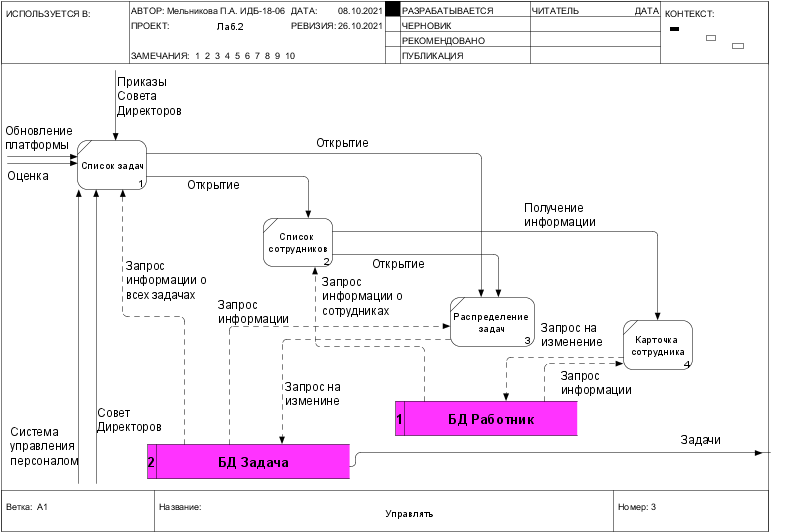 ИСПОЛЬЗУЕТСЯ В:
АВТОР: Мельникова П.А. ИДБ-18-06
ДАТА: 08.10.2021
РАЗРАБАТЫВАЕТСЯ
ЧИТАТЕЛЬ
ДАТА
КОНТЕКСТ:
ПРОЕКТ: Лаб.2
РЕВИЗИЯ: 26.10.2021
ЧЕРНОВИК
РЕКОМЕНДОВАНО
ЗАМЕЧАНИЯ: 1 2 3 4 5 6 7 8 9 10
ПУБЛИКАЦИЯ
Приказы
Совета
Директоров
Обновление
платформы
Оценка
Список задач
1
Открытие
Открытие
Список
сотрудников
2
Получение
информации
Открытие
Запрос
информации о
всех задачах
Запрос
информации
Запрос
информации о
сотрудниках
Распределение
задач
3
Запрос на
изменение
Карточка
сотрудника
4
Запрос на
изменине
Запрос
информации
Система
управления
персоналом
Совет
Директоров
1
БД Работник
2
БД Задача
Задачи
Ветка: А1
Название:
Управлять
Номер: 3